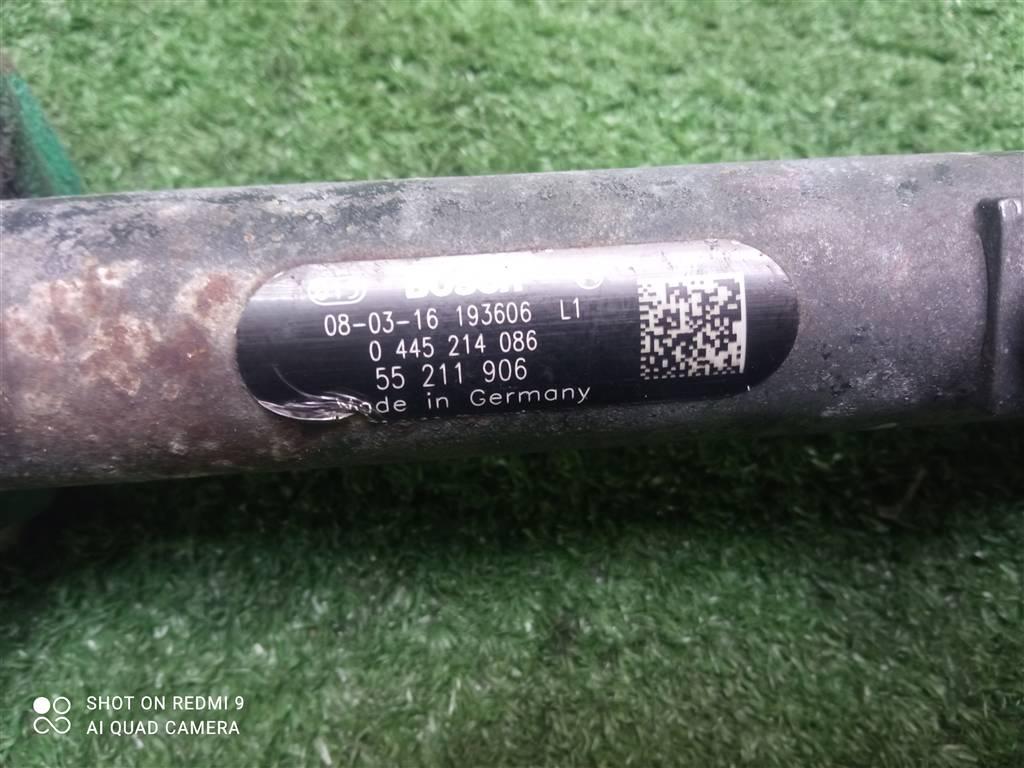 BOSCH
08-03-16 193606 L1
0 445 214 086
55 211 906
Made in Germany
SHOT ON REDMI 9
AI QUAD CAMERA